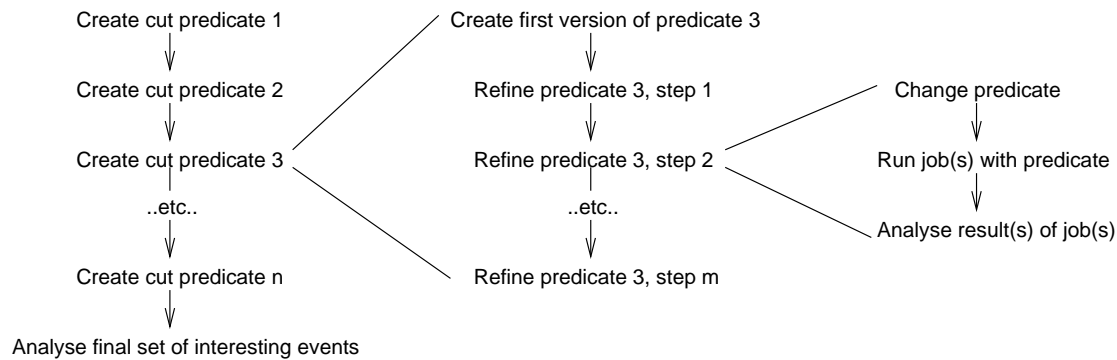 Create cut predicate 1
Create cut predicate 2
Create cut predicate 3
..etc..
Create cut predicate n
Analyse final set of interesting events
Create first version of predicate 3
Refine predicate 3, step 1
Refine predicate 3, step 2
..etc..
Refine predicate 3, step m
Change predicate
Run job(s) with predicate
Analyse result(s) of job(s)